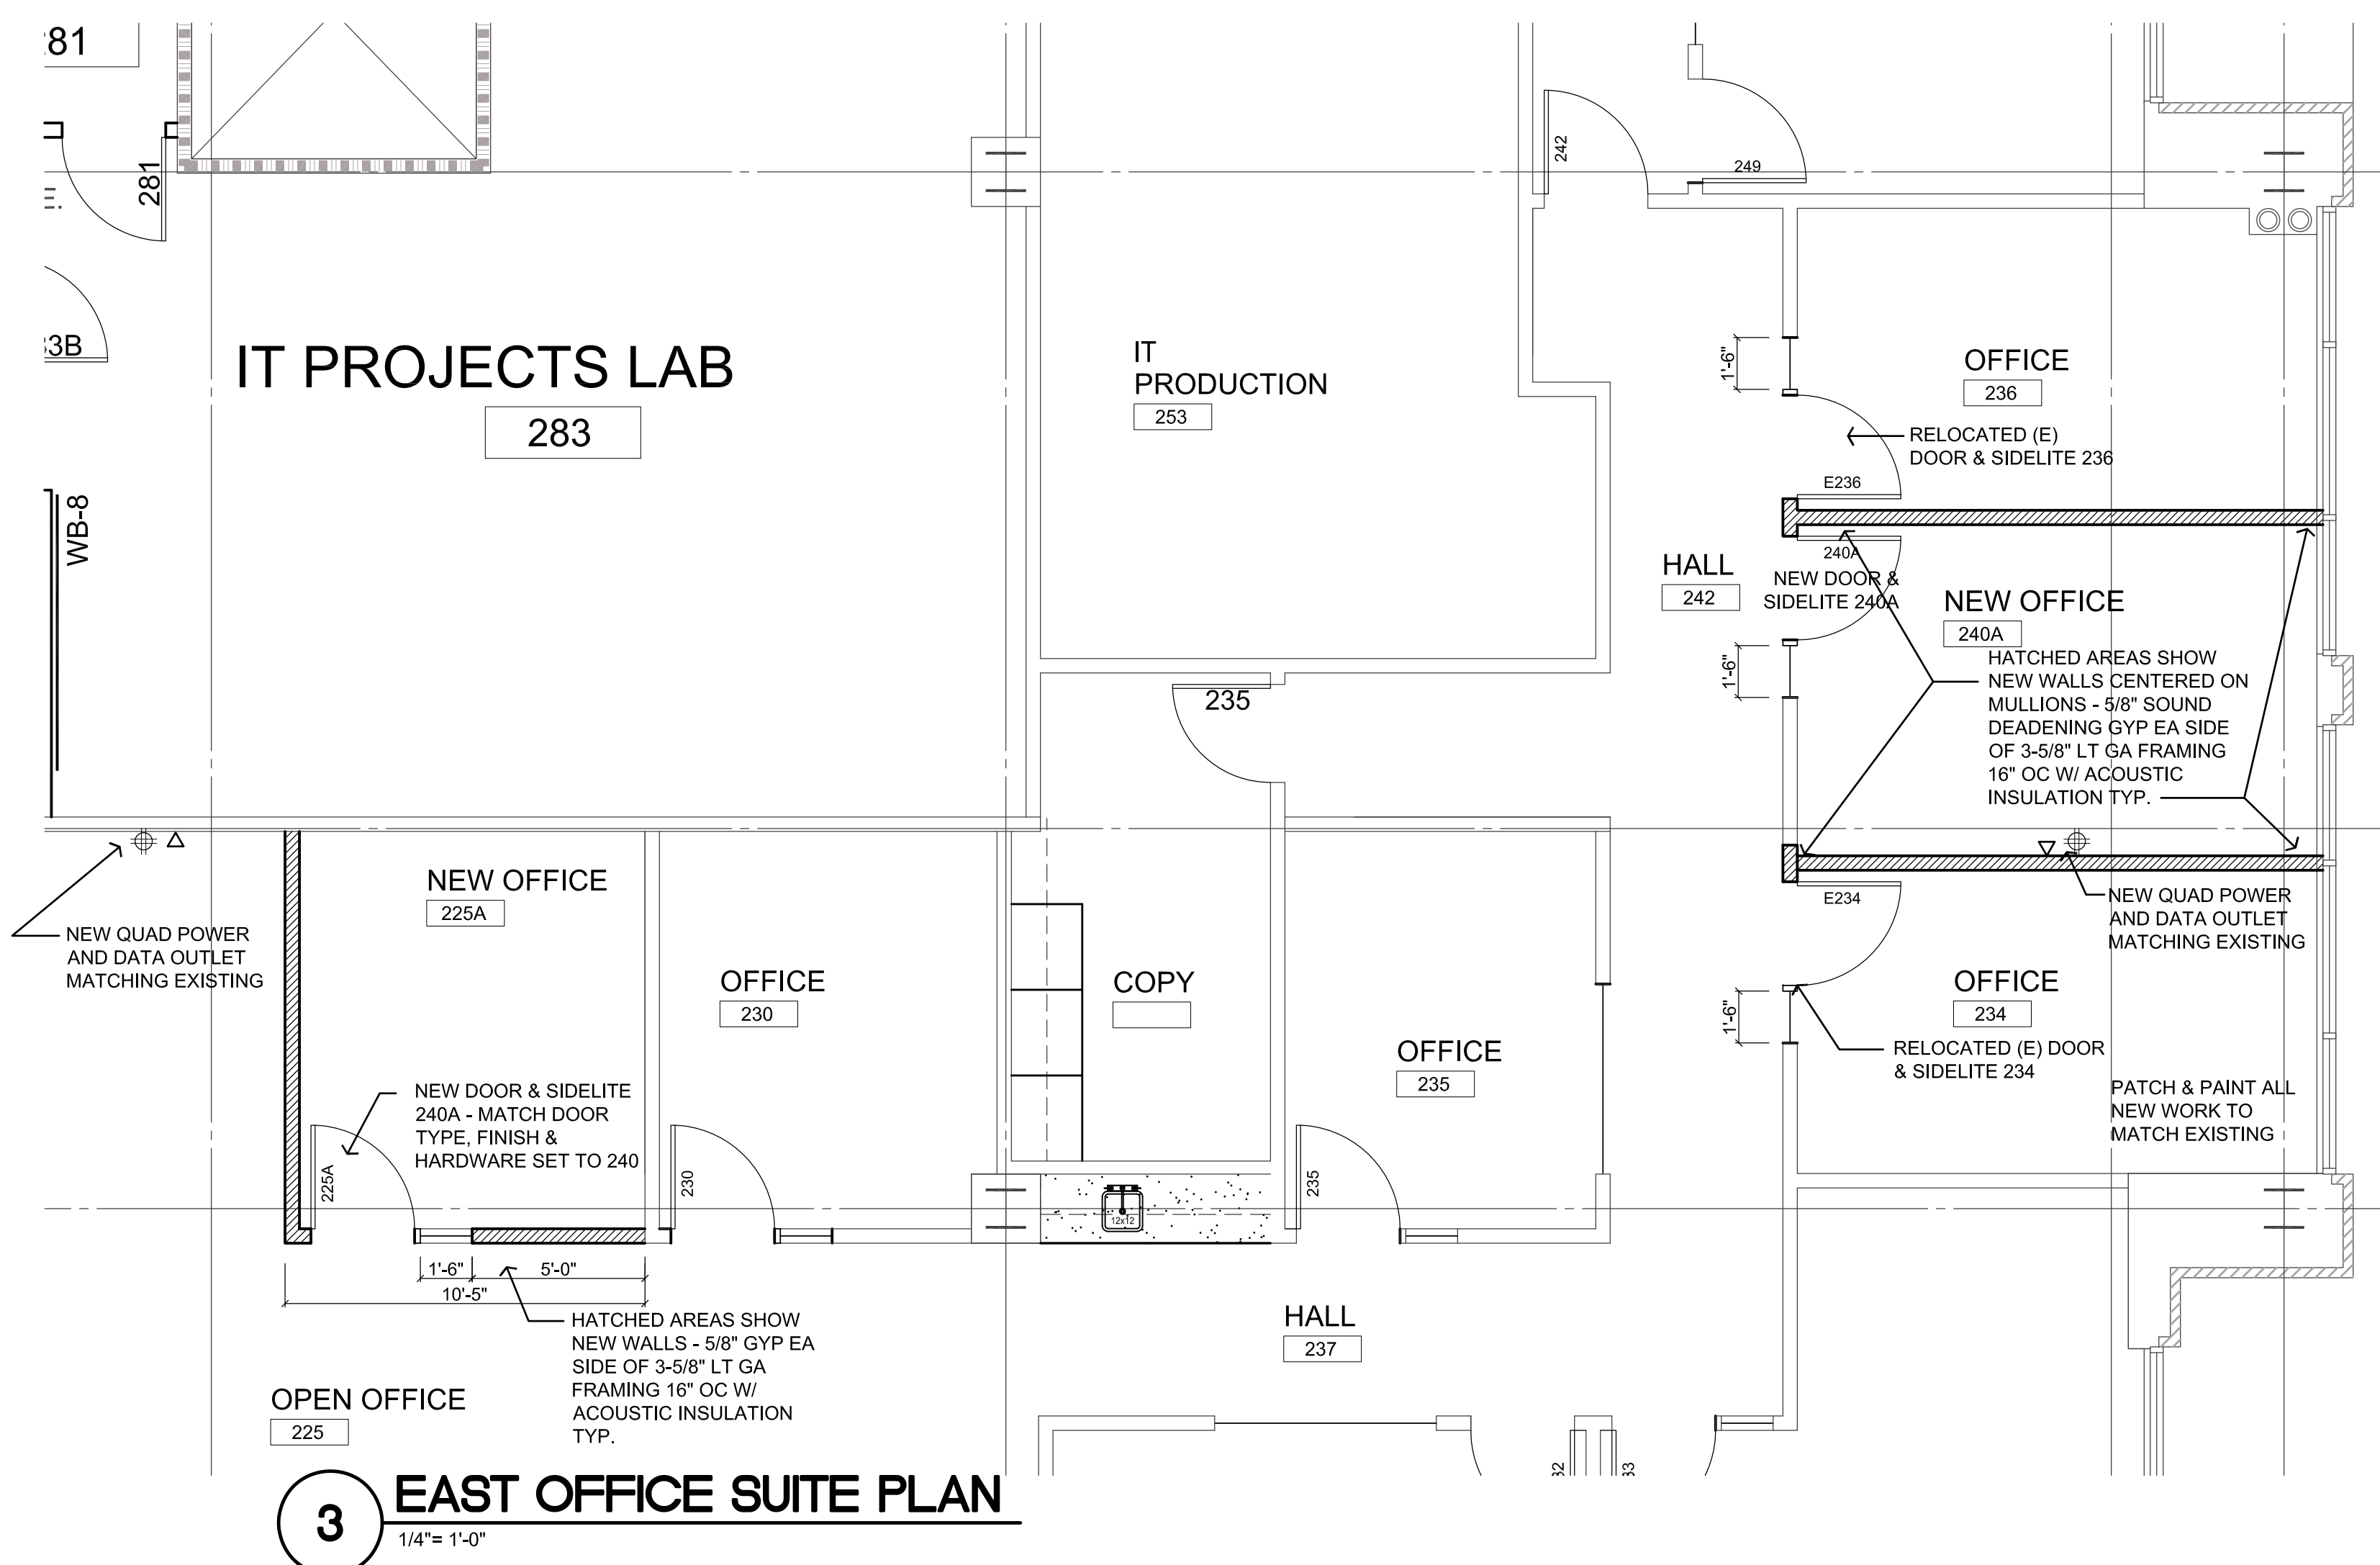 281
281
242
249
IT PROJECTS LAB
283
IT
PRODUCTION
253
1'-6"
OFFICE
236
RELOCATED (E)
DOOR & SIDELITE 236
E236
WB-8
240A
HALL
242
NEW DOOR &
SIDELITE 240A
NEW OFFICE
240A
1'-6"
HATCHED AREAS SHOW
NEW WALLS CENTERED ON
MULLIONS - 5/8" SOUND
DEADENING GYP EA SIDE
OF 3-5/8" LT GA FRAMING
16" OC W/ ACOUSTIC
INSULATION TYP.
235
NEW OFFICE
225A
NEW QUAD POWER
AND DATA OUTLET
MATCHING EXISTING
E234
NEW QUAD POWER
AND DATA OUTLET
MATCHING EXISTING
OFFICE
230
COPY
OFFICE
235
1'-6"
OFFICE
234
RELOCATED (E) DOOR
& SIDELITE 234
PATCH & PAINT ALL
NEW WORK TO
MATCH EXISTING
NEW DOOR & SIDELITE
240A - MATCH DOOR
TYPE, FINISH &
HARDWARE SET TO 240
225A
230
12x12
235
1'-6"
5'-0"
10'-5"
HATCHED AREAS SHOW
NEW WALLS - 5/8" GYP EA
SIDE OF 3-5/8" LT GA
FRAMING 16" OC W/
ACOUSTIC INSULATION
TYP.
HALL
237
OPEN OFFICE
225
3
EAST OFFICE SUITE PLAN
1/4"= 1'-0"